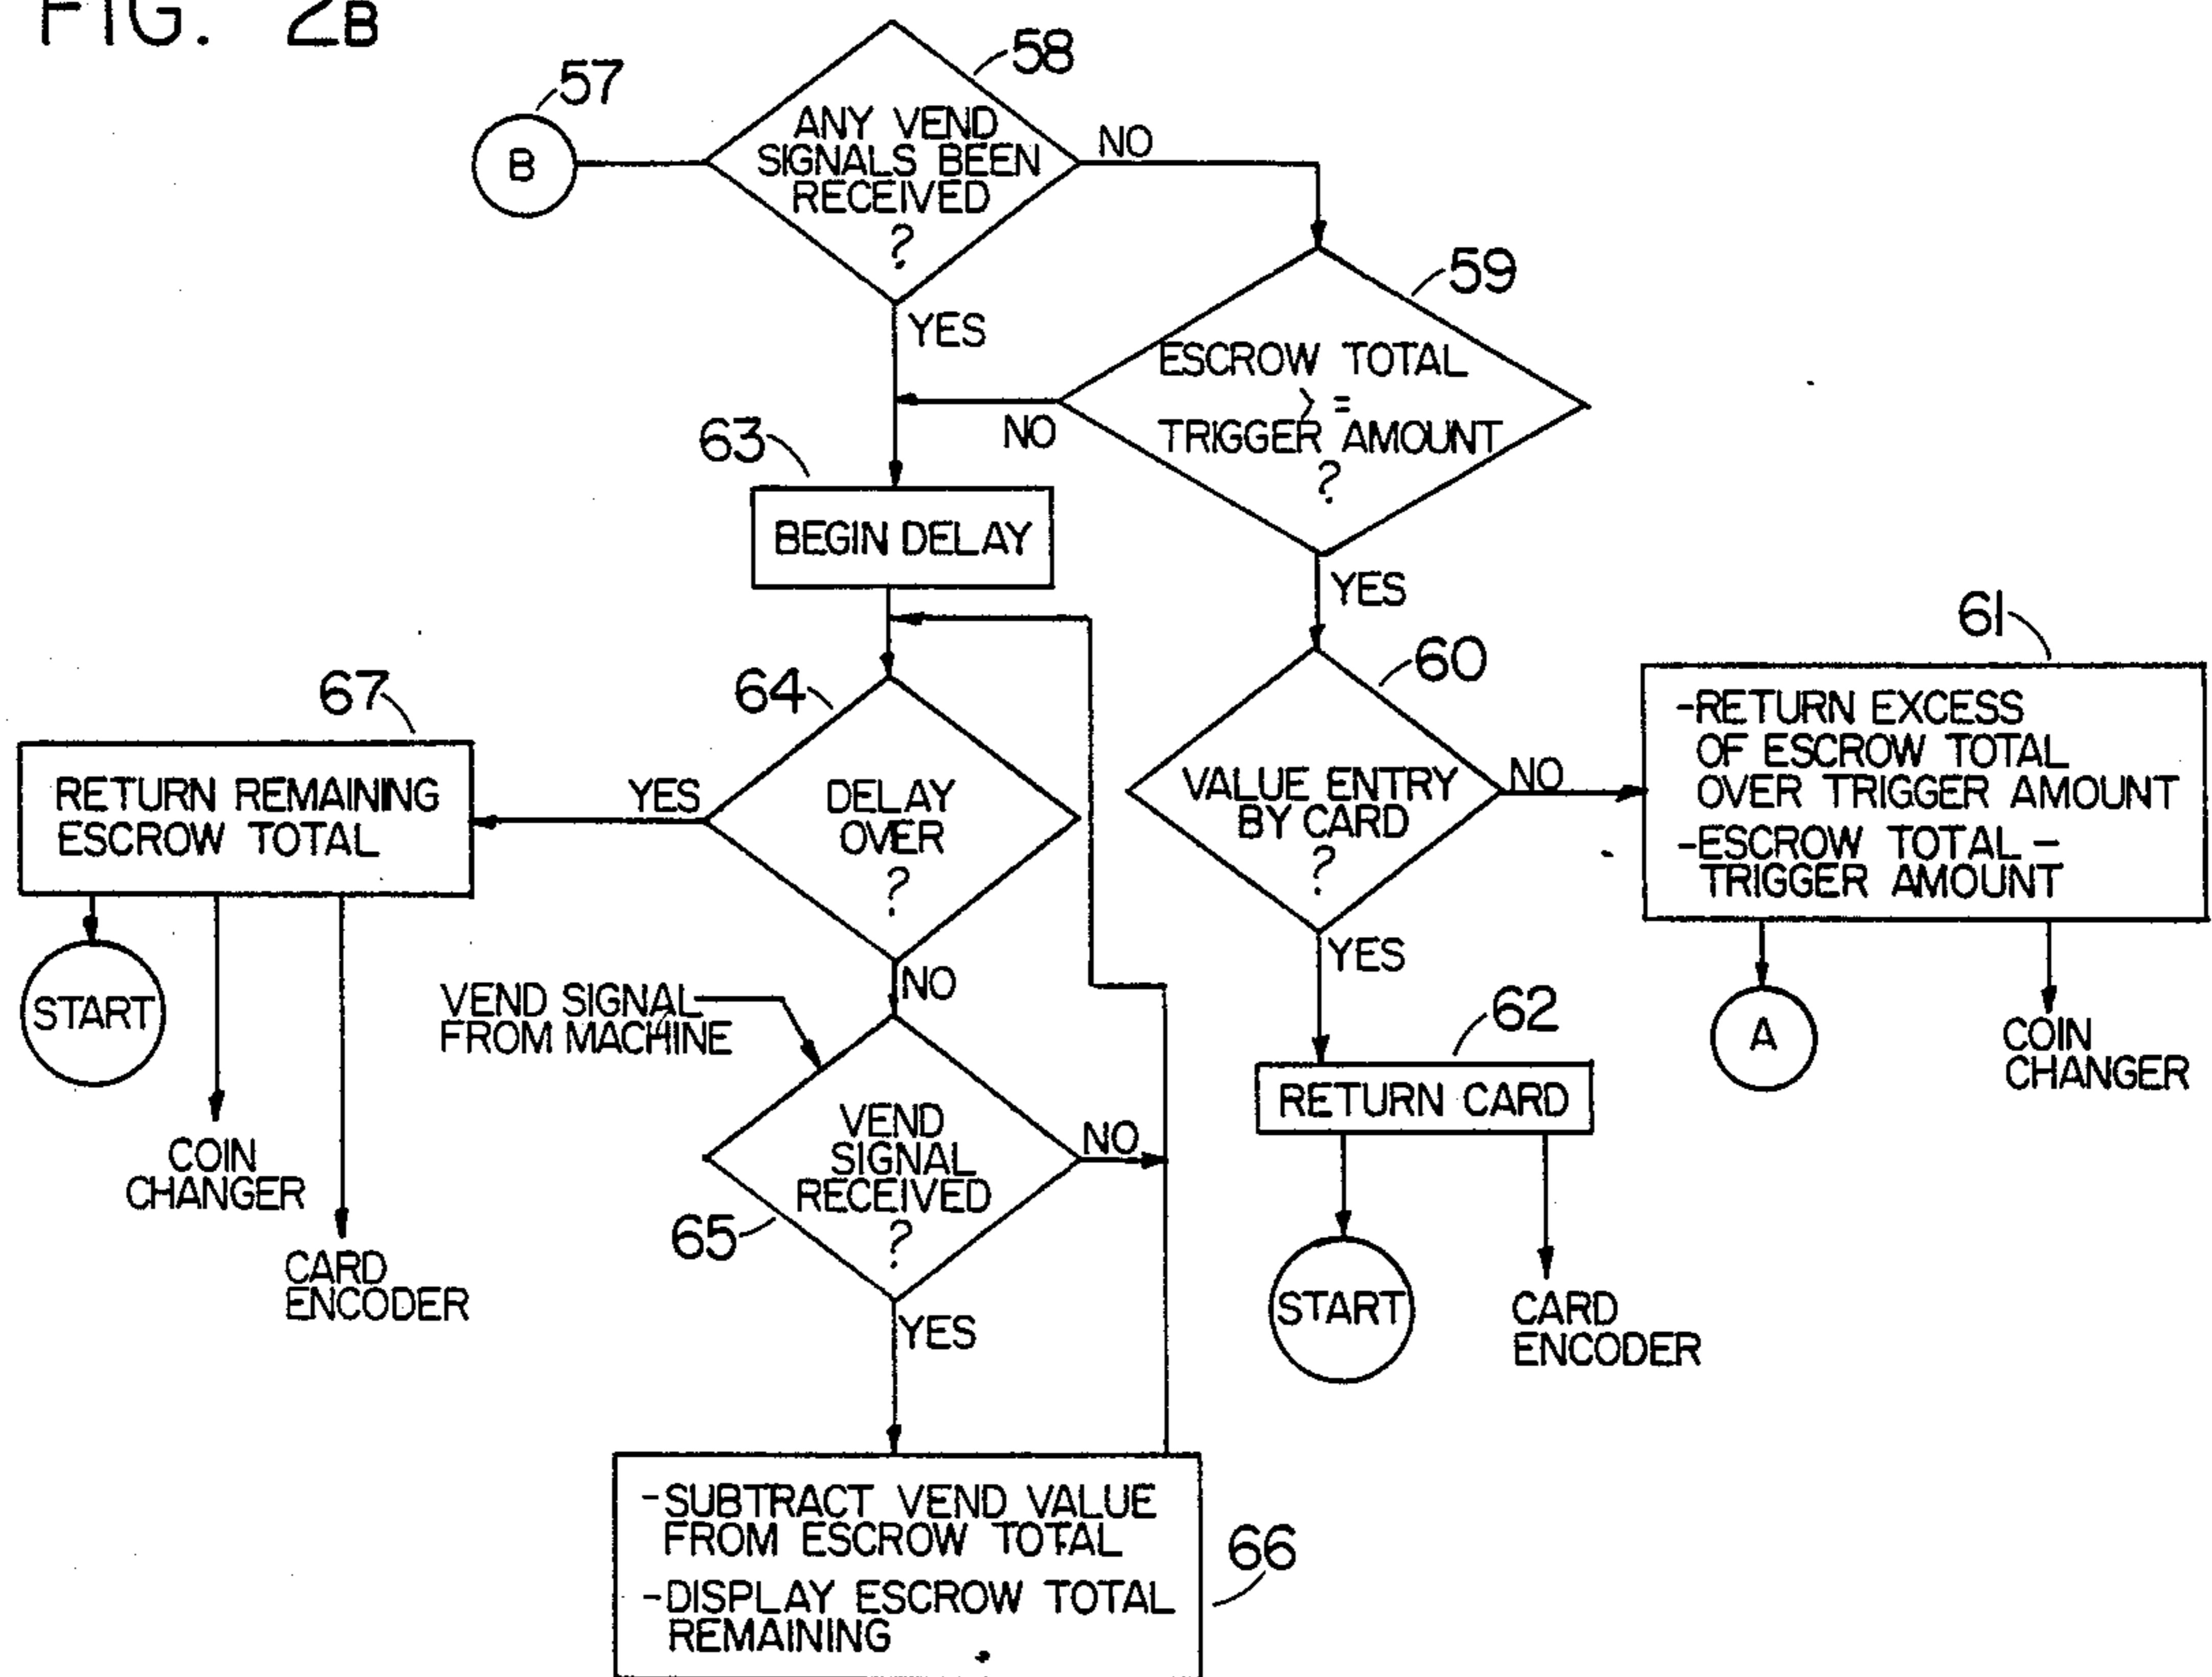 FIG. 2B
57
B
58
ANY VEND
SIGNALS BEEN
RECEIVED
?
NO
YES
59
ESCROW TOTAL
> =
TRIGGER AMOUNT
?
NO
YES
63
BEGIN DELAY
64
DELAY
OVER
?
YES
NO
67
RETURN REMAINING
ESCROW TOTAL
START
COIN
CHANGER
CARD
ENCODER
60
VALUE ENTRY
BY CARD
?
NO
YES
61
-RETURN EXCESS
OF ESCROW TOTAL
OVER TRIGGER AMOUNT
-ESCROW TOTAL -
TRIGGER AMOUNT
A
COIN
CHANGER
62
RETURN CARD
START
CARD
ENCODER
VEND SIGNAL
FROM MACHINE
65
VEND
SIGNAL
RECEIVED
?
NO
YES
66
-SUBTRACT VEND VALUE
FROM ESCROW TOTAL
-DISPLAY ESCROW TOTAL
REMAINING